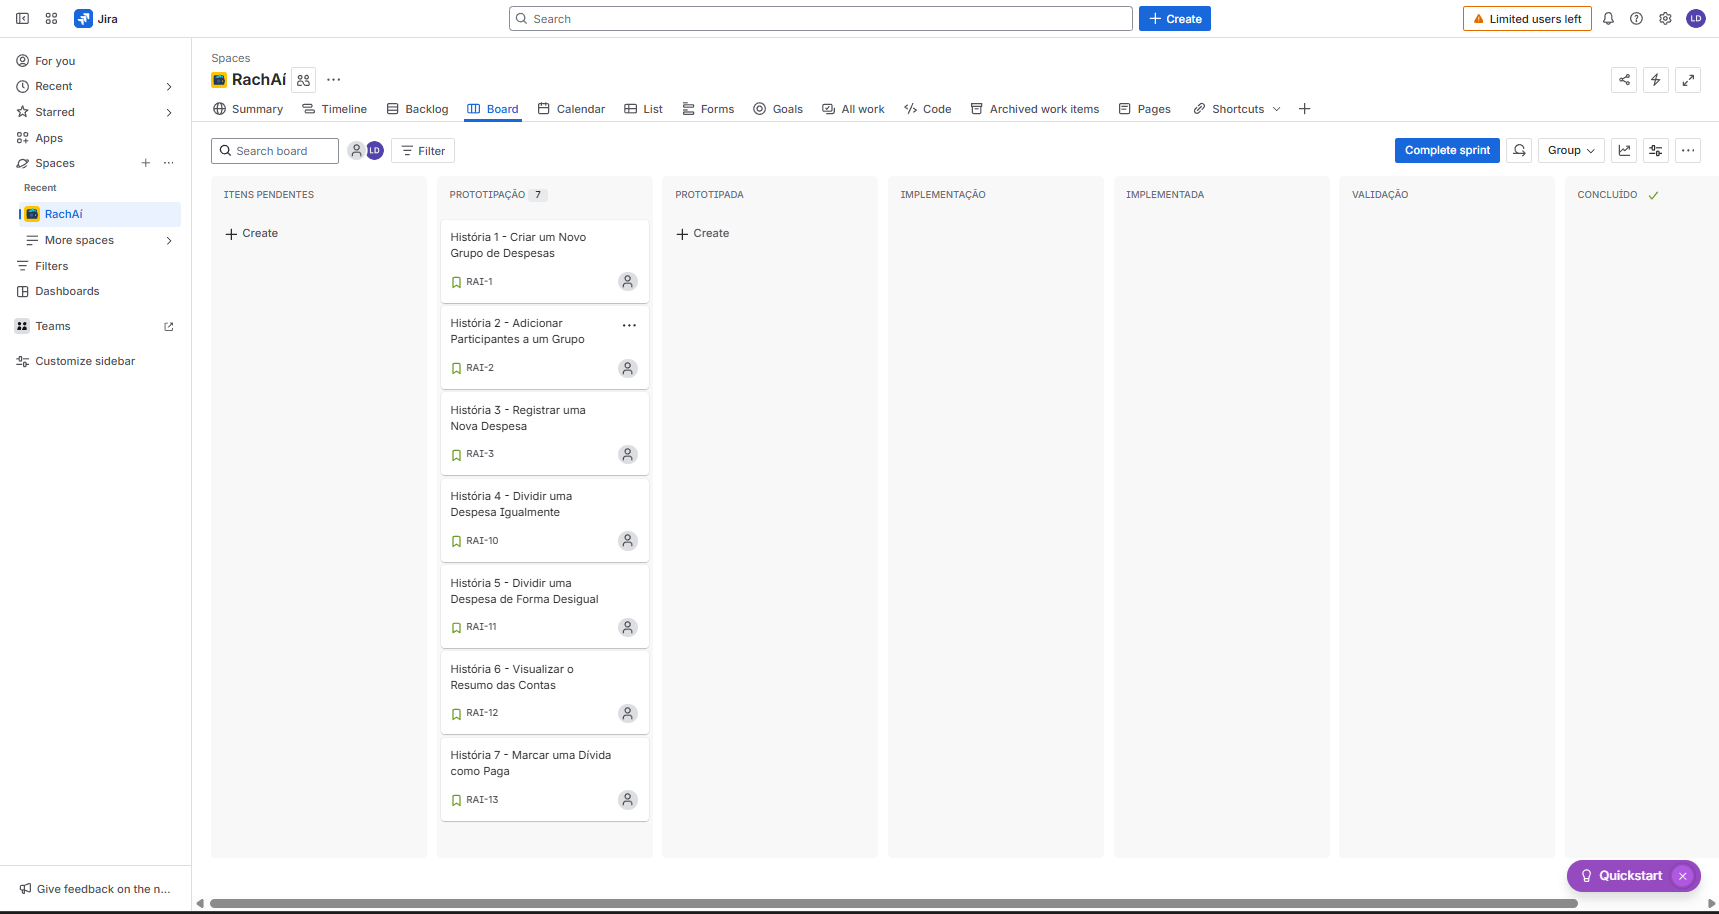 Jira
Search
Create
Limited users left
LD
For you
Recent
Starred
Apps
Spaces
Recent
RachAí
More spaces
Filters
Dashboards
Teams
Customize sidebar
Give feedback on the n...
Spaces
RachAí
Summary
Timeline
Backlog
Board
Calendar
List
Forms
Goals
All work
Code
Archived work items
Pages
Shortcuts
Search board
LD
Filter
Complete sprint
Group
ITENS PENDENTES
Create
PROTOTIPAÇÃO 7
História 1 - Criar um Novo
Grupo de Despesas
RAI-1
História 2 - Adicionar
Participantes a um Grupo
RAI-2
História 3 - Registrar uma
Nova Despesa
RAI-3
História 4 - Dividir uma
Despesa Igualmente
RAI-10
História 5 - Dividir uma
Despesa de Forma Desigual
RAI-11
História 6 - Visualizar o
Resumo das Contas
RAI-12
História 7 - Marcar uma Dívida
como Paga
RAI-13
PROTOTIPADA
Create
IMPLEMENTAÇÃO
IMPLEMENTADA
VALIDAÇÃO
CONCLUÍDO
Quickstart